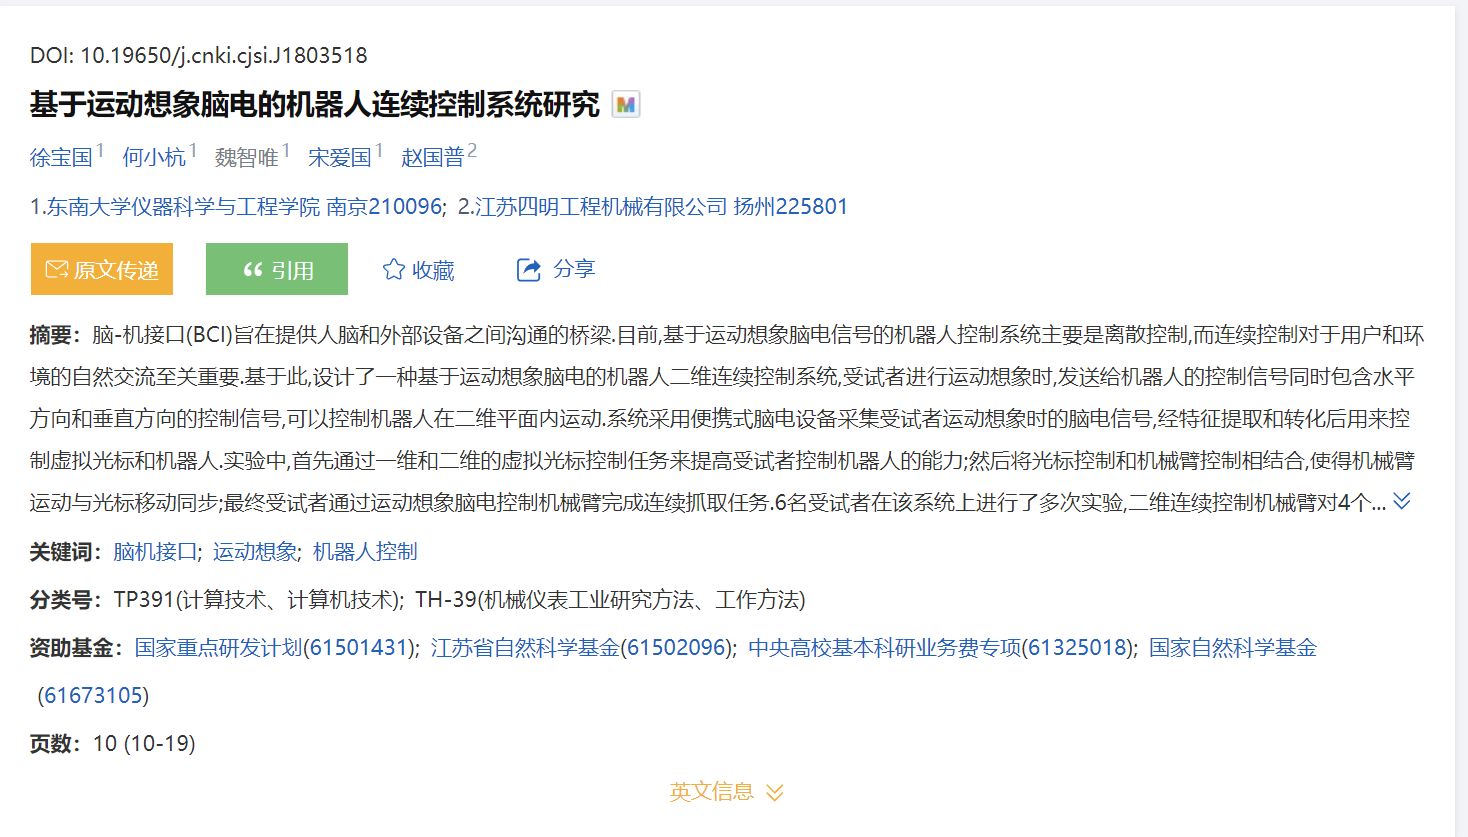 DOI: 10.19650/j.cnki.cjsi.J1803518
基于运动想象脑电的机器人连续控制系统研究 M
徐宝国1 何小杭1 魏智唯1 宋爱国1 赵国普2
1.东南大学仪器科学与工程学院 南京210096; 2.江苏四明工程机械有限公司 扬州225801
原文传递 引用 收藏 分享
摘要：脑-机接口(BCI)旨在提供人脑和外部设备之间沟通的桥梁.目前,基于运动想象脑电信号的机器人控制系统主要是离散控制,而连续控制对于用户和环
境的自然交流至关重要.基于此,设计了一种基于运动想象脑电的机器人二维连续控制系统,受试者进行运动想象时,发送给机器人的控制信号同时包含水平
方向和垂直方向的控制信号,可以控制机器人在二维平面内运动.系统采用便携式脑电设备采集受试者运动想象时的脑电信号,经特征提取和转化后用来控
制虚拟光标和机器人.实验中,首先通过一维和二维的虚拟光标控制任务来提高受试者控制机器人的能力;然后将光标控制和机械臂控制相结合,使得机械臂
运动与光标移动同步;最终受试者通过运动想象脑电控制机械臂完成连续抓取任务.6名受试者在该系统上进行了多次实验,二维连续控制机械臂对4个...
关键词：脑机接口; 运动想象; 机器人控制
分类号：TP391(计算技术、计算机技术); TH-39(机械仪表工业研究方法、工作方法)
资助基金：国家重点研发计划(61501431); 江苏省自然科学基金(61502096); 中央高校基本科研业务费专项(61325018); 国家自然科学基金
(61673105)
页数：10 (10-19)
英文信息